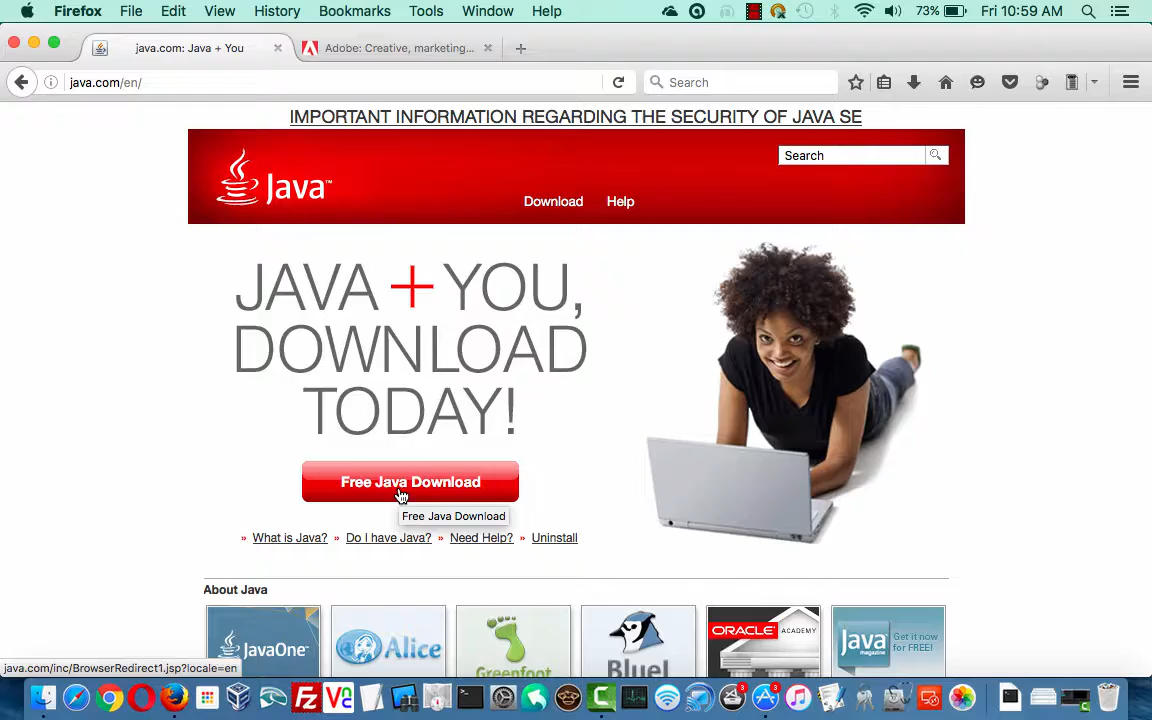 Firefox File Edit View History Bookmarks Tools Window Help 73% Fri 10:59 AM
java.com: Java + You
Adobe: Creative, marketing...
java.com/en/
Search
IMPORTANT INFORMATION REGARDING THE SECURITY OF JAVA SE
Java™
Search
Download Help
JAVA + YOU,
DOWNLOAD
TODAY!
Free Java Download
Free Java Download
» What is Java? » Do I have Java? » Need Help? » Uninstall
About Java
JavaOne
Alice
Greenfoot
BlueJ
ORACLE ACADEMY
Java magazine
Get it now
for FREE!
java.com/inc/BrowserRedirect1.jsp?locale=en
3 3